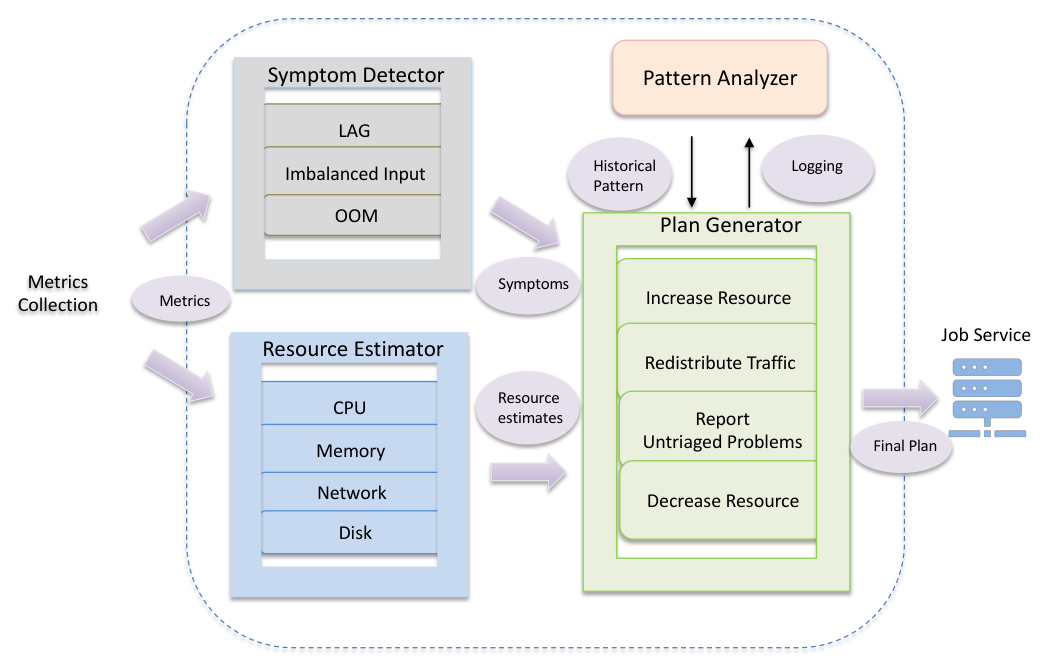 Metrics
Collection
Metrics
Symptom Detector
LAG
Imbalanced Input
OOM
Symptoms
Resource Estimator
CPU
Memory
Network
Disk
Resource
estimates
Pattern Analyzer
Historical
Pattern
Logging
Plan Generator
Increase Resource
Redistribute Traffic
Report
Untriaged Problems
Decrease Resource
Final Plan
Job Service